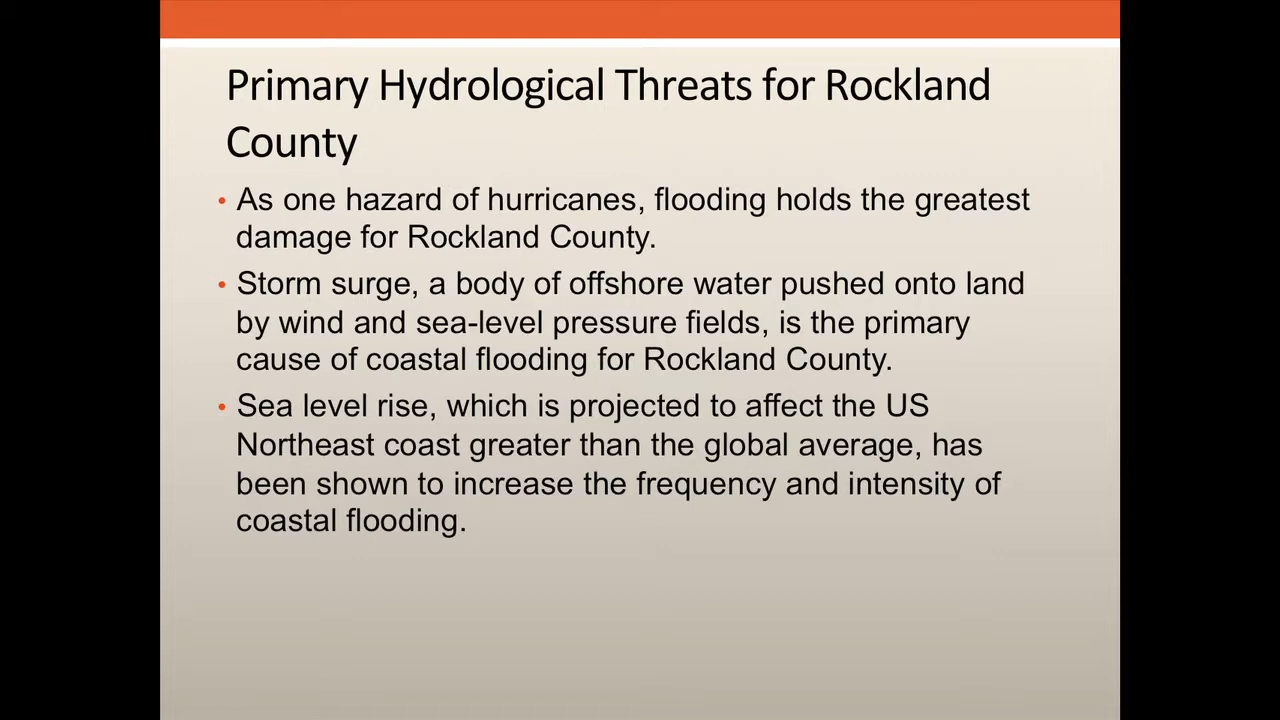 Primary Hydrological Threats for Rockland
County
• As one hazard of hurricanes, flooding holds the greatest
damage for Rockland County.
• Storm surge, a body of offshore water pushed onto land
by wind and sea-level pressure fields, is the primary
cause of coastal flooding for Rockland County.
• Sea level rise, which is projected to affect the US
Northeast coast greater than the global average, has
been shown to increase the frequency and intensity of
coastal flooding.